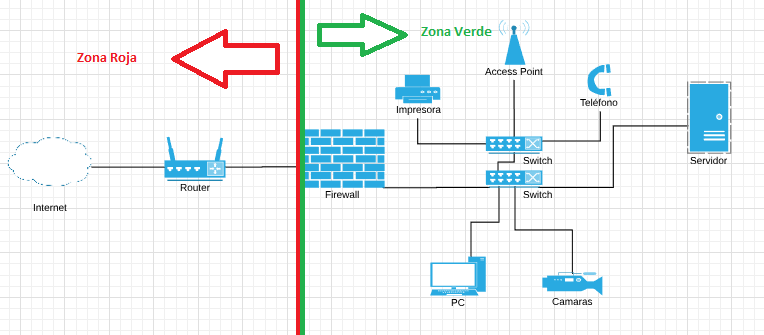 Zona Roja
Zona Verde
Access Point
Impresora
Teléfono
Switch
Servidor
Router
Firewall
Switch
Internet
PC
Camaras